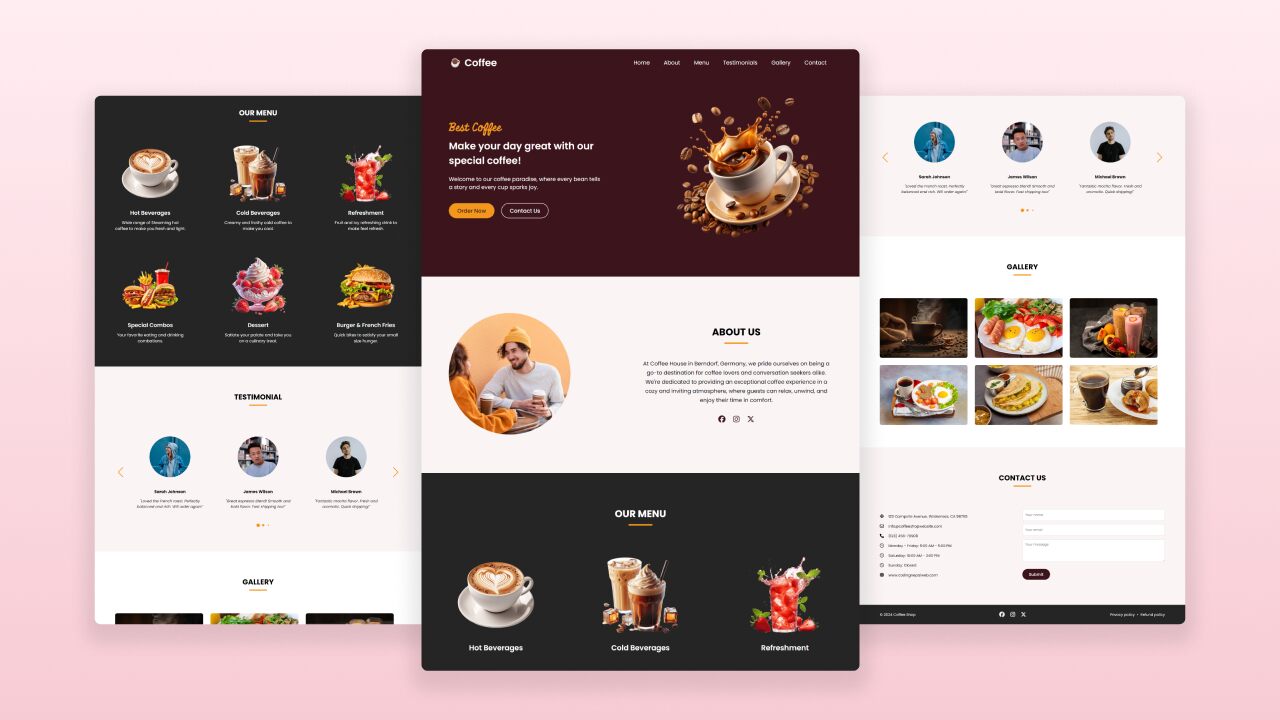 OUR MENU
Hot Beverages
Wide range of Steaming hot
coffee to make you fresh and light.
Cold Beverages
Creamy and frothy cold coffee to
make you cool.
Refreshment
Fruit and icy refreshing drink to
make feel refresh.
Special Combos
Your favorite eating and drinking
combations.
Dessert
Satiate your palate and take you
on a culinary treat.
Burger & French Fries
Quick bites to satisfy your small
size hunger.
TESTIMONIAL
Sarah Johnson
"Loved the French roast. Perfectly
balanced and rich. Will order again!"
James Wilson
"Great espresso blend! Smooth and
bold flavor. Fast shipping too!"
Michael Brown
"Fantastic mocha flavor. Fresh and
aromatic. Quick shipping!"
GALLERY
Coffee
Home
About
Menu
Testimonials
Gallery
Contact
Best Coffee
Make your day great with our
special coffee!
Welcome to our coffee paradise, where every bean tells
a story and every cup sparks joy.
Order Now
Contact Us
ABOUT US
At Coffee House in Berndorf, Germany, we pride ourselves on being a
go-to destination for coffee lovers and conversation seekers alike.
We're dedicated to providing an exceptional coffee experience in a
cozy and inviting atmosphere, where guests can relax, unwind, and
enjoy their time in comfort.
OUR MENU
Hot Beverages
Cold Beverages
Refreshment
Sarah Johnson
"Loved the French roast. Perfectly
balanced and rich. Will order again!"
James Wilson
"Great espresso blend! Smooth and
bold flavor. Fast shipping too!"
Michael Brown
"Fantastic mocha flavor. Fresh and
aromatic. Quick shipping!"
GALLERY
CONTACT US
123 Campsite Avenue, Wilderness, CA 98765
info@coffeeshopwebsite.com
(123) 456-78909
Monday - Friday: 9:00 AM - 5:00 PM
Saturday: 10:00 AM - 3:00 PM
Sunday: Closed
www.codingnepalweb.com
Your name
Your email
Your message
Submit
© 2024 Coffee Shop
Privacy policy • Refund policy